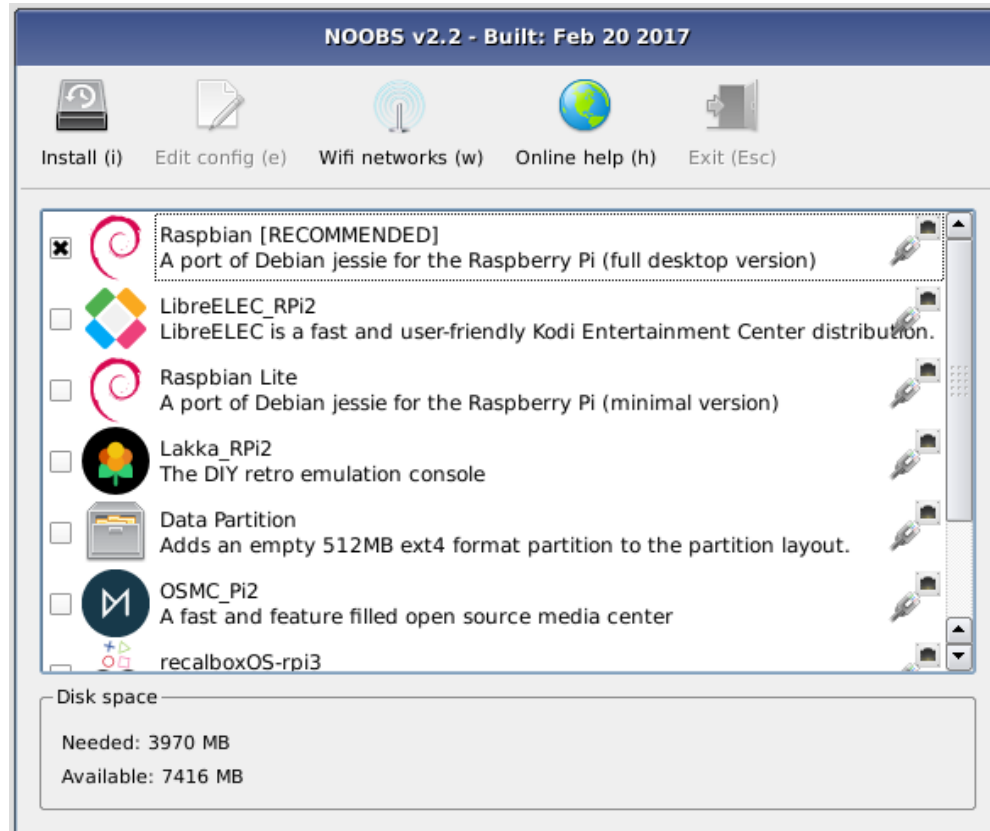 NOOBS v2.2 - Built: Feb 20 2017
Install (i) Edit config (e) Wifi networks (w) Online help (h) Exit (Esc)
Raspbian [RECOMMENDED]
A port of Debian jessie for the Raspberry Pi (full desktop version)
LibreELEC_RPi2
LibreELEC is a fast and user-friendly Kodi Entertainment Center distribution.
Raspbian Lite
A port of Debian jessie for the Raspberry Pi (minimal version)
Lakka_RPi2
The DIY retro emulation console
Data Partition
Adds an empty 512MB ext4 format partition to the partition layout.
OSMC_Pi2
A fast and feature filled open source media center
recalboxOS-rpi3
Disk space
Needed: 3970 MB
Available: 7416 MB